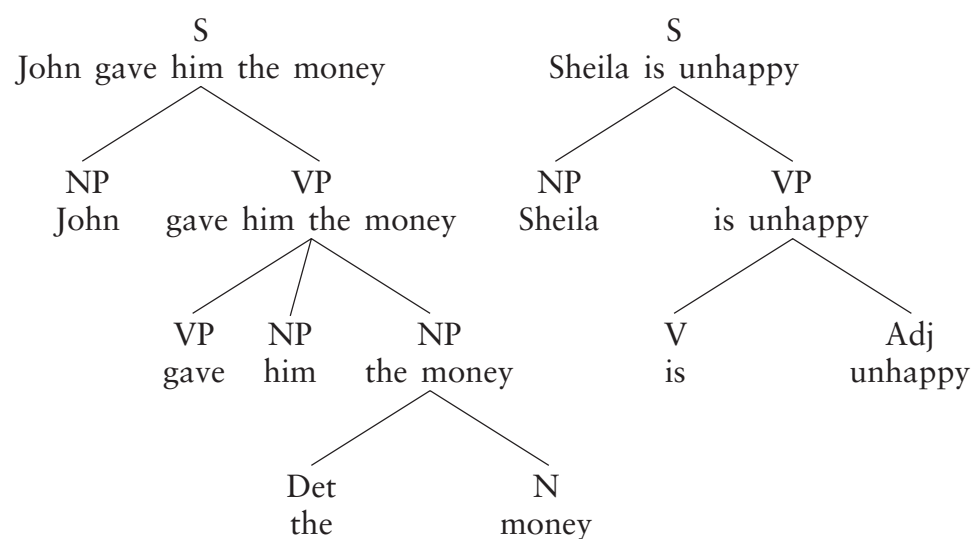 S
John gave him the money
NP VP
John gave him the money
VP NP NP
gave him the money
Det N
the money
S
Sheila is unhappy
NP VP
Sheila is unhappy
V Adj
is unhappy